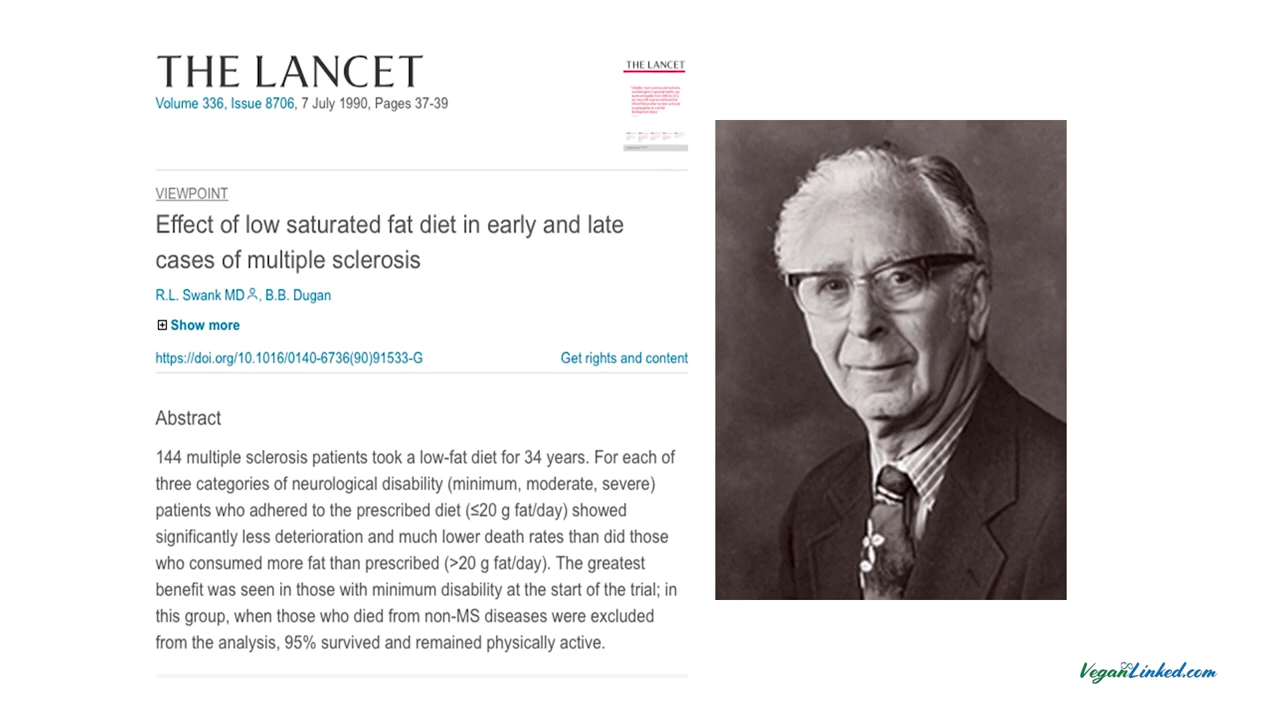 THE LANCET
Volume 336, Issue 8706, 7 July 1990, Pages 37-39
THE LANCET
VIEWPOINT
Effect of low saturated fat diet in early and late
cases of multiple sclerosis
R.L. Swank MD, B.B. Dugan
Show more
https://doi.org/10.1016/0140-6736(90)91533-G
Get rights and content
Abstract
144 multiple sclerosis patients took a low-fat diet for 34 years. For each of
three categories of neurological disability (minimum, moderate, severe)
patients who adhered to the prescribed diet (≤20 g fat/day) showed
significantly less deterioration and much lower death rates than did those
who consumed more fat than prescribed (>20 g fat/day). The greatest
benefit was seen in those with minimum disability at the start of the trial; in
this group, when those who died from non-MS diseases were excluded
from the analysis, 95% survived and remained physically active.
VeganLinked.com